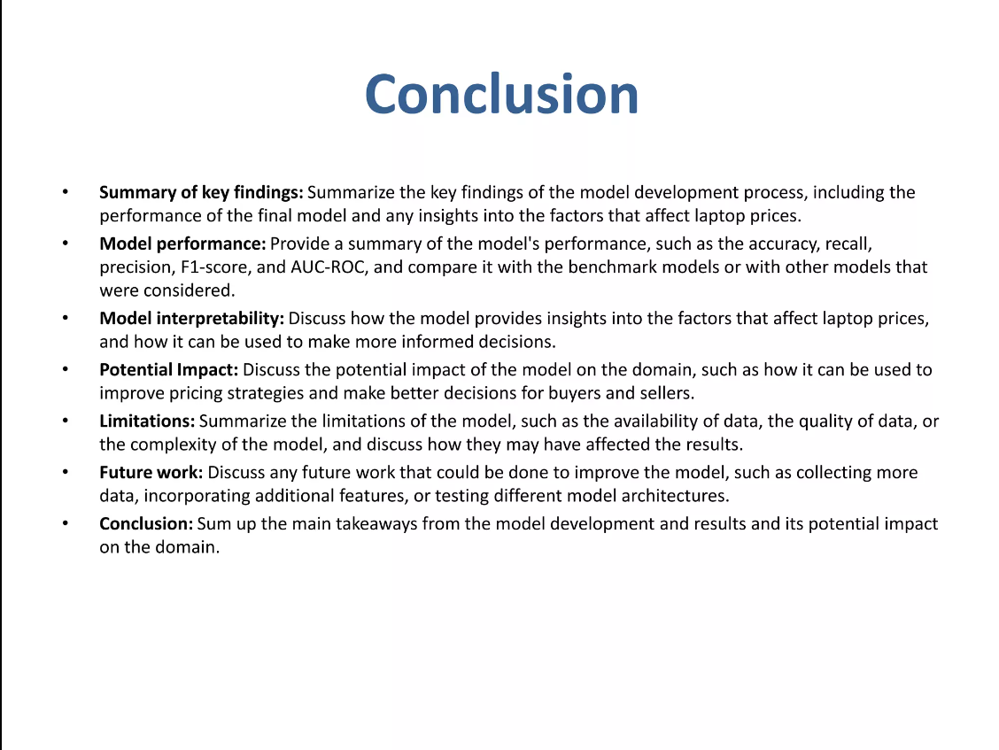 Conclusion
• Summary of key findings: Summarize the key findings of the model development process, including the
performance of the final model and any insights into the factors that affect laptop prices.
• Model performance: Provide a summary of the model's performance, such as the accuracy, recall,
precision, F1-score, and AUC-ROC, and compare it with the benchmark models or with other models that
were considered.
• Model interpretability: Discuss how the model provides insights into the factors that affect laptop prices,
and how it can be used to make more informed decisions.
• Potential Impact: Discuss the potential impact of the model on the domain, such as how it can be used to
improve pricing strategies and make better decisions for buyers and sellers.
• Limitations: Summarize the limitations of the model, such as the availability of data, the quality of data, or
the complexity of the model, and discuss how they may have affected the results.
• Future work: Discuss any future work that could be done to improve the model, such as collecting more
data, incorporating additional features, or testing different model architectures.
• Conclusion: Sum up the main takeaways from the model development and results and its potential impact
on the domain.